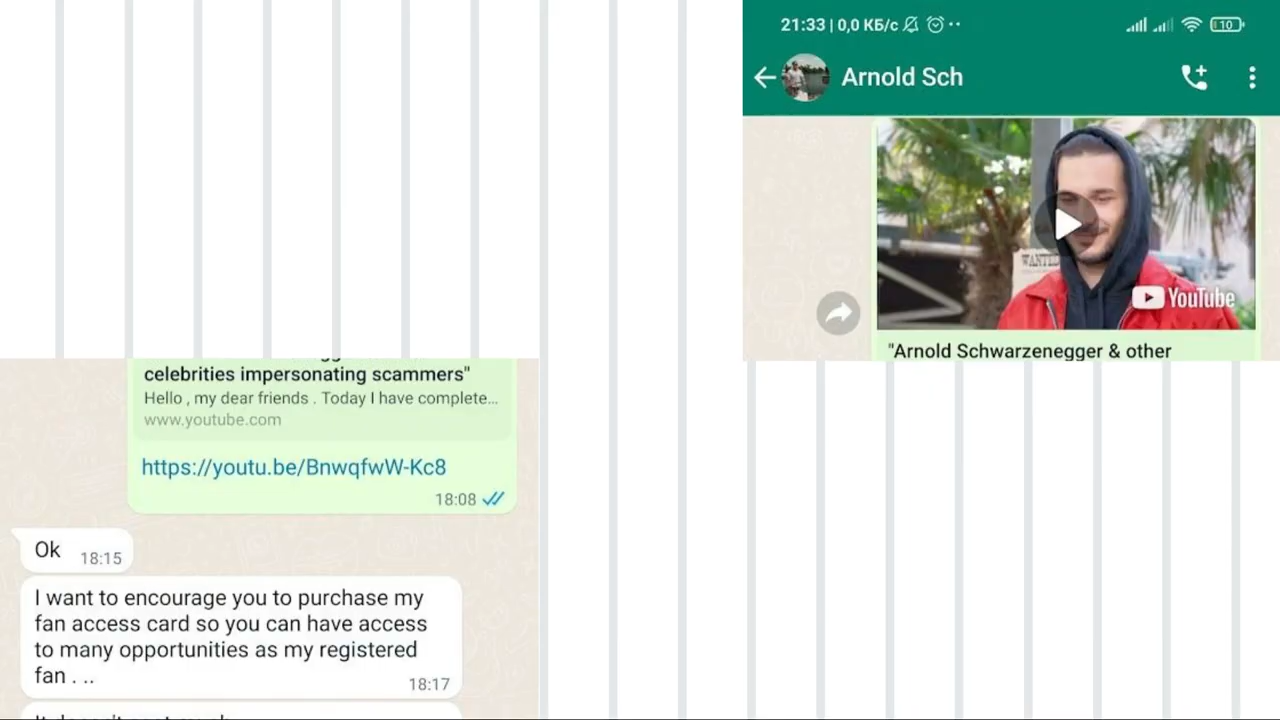 21:33 | 0,0 КБ/с
10
Arnold Sch
WANTED
YouTube
"Arnold Schwarzenegger & other
celebrities impersonating scammers"
Hello , my dear friends . Today I have complete...
www.youtube.com
https://youtu.be/BnwqfwW-Kc8
18:08
Ok 18:15
I want to encourage you to purchase my
fan access card so you can have access
to many opportunities as my registered
fan . .. 18:17